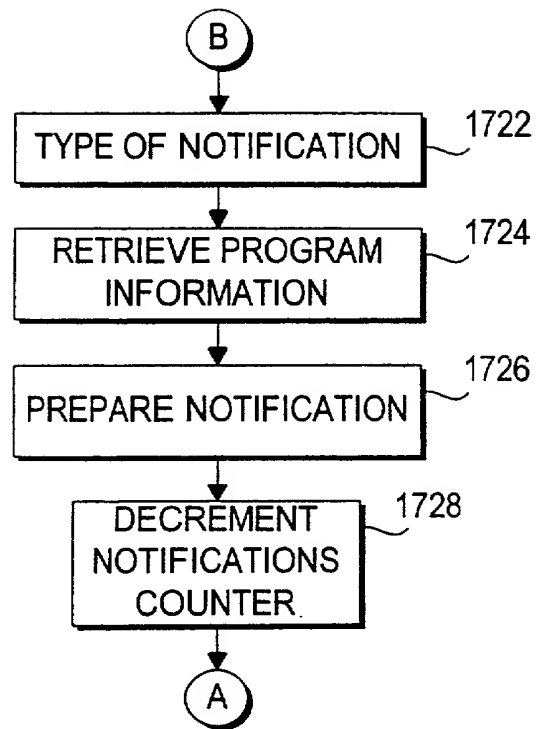 B
TYPE OF NOTIFICATION
1722
RETRIEVE PROGRAM
INFORMATION
1724
PREPARE NOTIFICATION
1726
DECREMENT
NOTIFICATIONS
COUNTER
1728
A